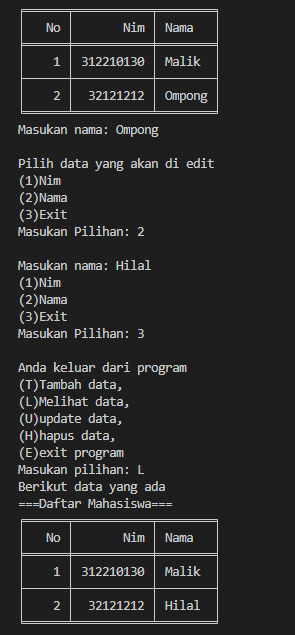 No Nim Nama
1 312210130 Malik
2 32121212 Ompong
Masukan nama: Ompong
Pilih data yang akan di edit
(1)Nim
(2)Nama
(3)Exit
Masukan Pilihan: 2
Masukan nama: Hilal
(1)Nim
(2)Nama
(3)Exit
Masukan Pilihan: 3
Anda keluar dari program
(T)Tambah data,
(L)Melihat data,
(U)update data,
(H)hapus data,
(E)exit program
Masukan pilihan: L
Berikut data yang ada
===Daftar Mahasiswa===
No Nim Nama
1 312210130 Malik
2 32121212 Hilal